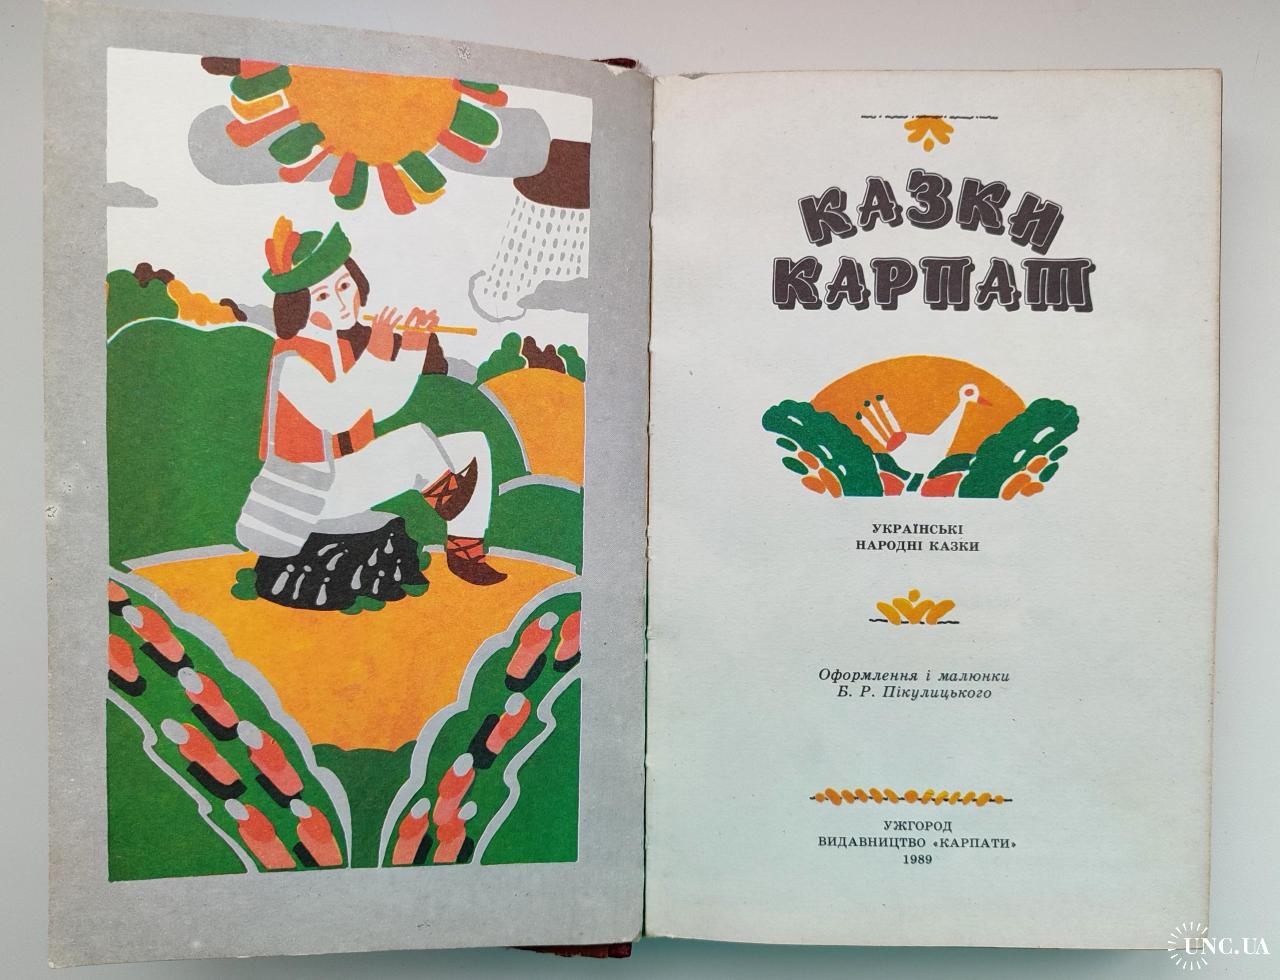 КАЗКИ
КАРПАТ
УКРАЇНСЬКІ
НАРОДНІ КАЗКИ
Оформлення і малюнки
Б. Р. Пікулицького
УЖГОРОД
ВИДАВНИЦТВО «КАРПАТИ»
1989
UNC.UA